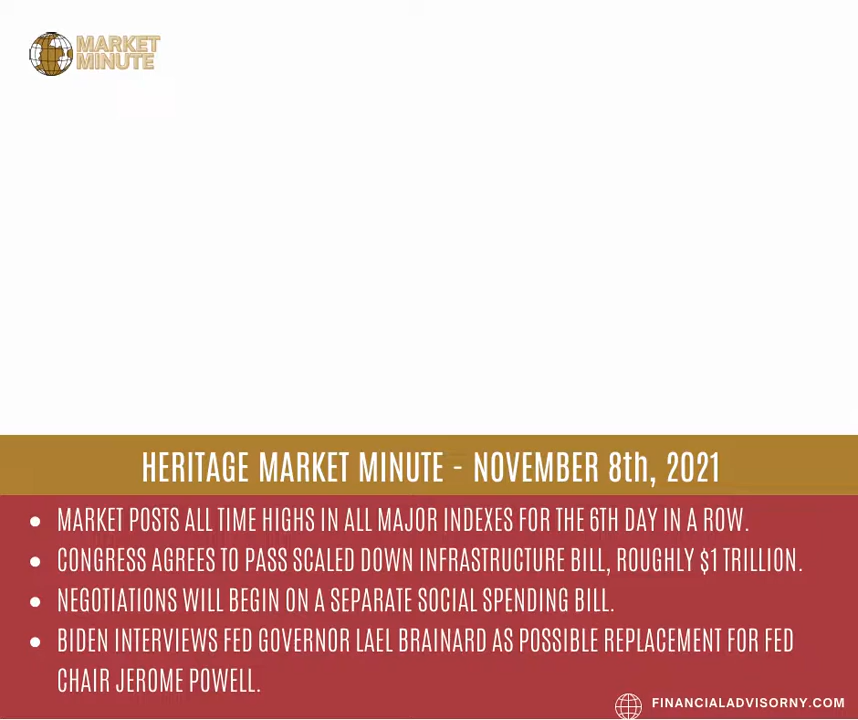 MARKET
MINUTE
HERITAGE MARKET MINUTE - NOVEMBER 8th, 2021
• MARKET POSTS ALL TIME HIGHS IN ALL MAJOR INDEXES FOR THE 6TH DAY IN A ROW.
• CONGRESS AGREES TO PASS SCALED DOWN INFRASTRUCTURE BILL, ROUGHLY $1 TRILLION.
• NEGOTIATIONS WILL BEGIN ON A SEPARATE SOCIAL SPENDING BILL.
• BIDEN INTERVIEWS FED GOVERNOR LAEL BRAINARD AS POSSIBLE REPLACEMENT FOR FED
CHAIR JEROME POWELL.
FINANCIALADVISORNY.COM